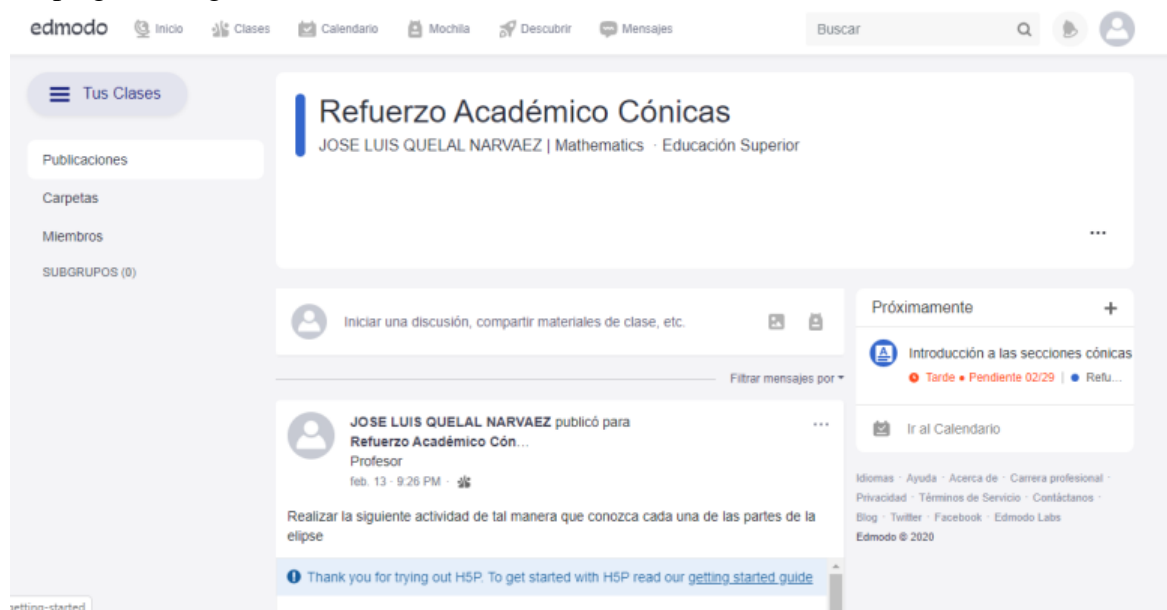 edmodo Inicio Clases Calendario Mochila Descubrir Mensajes Buscar
Tus Clases
Publicaciones
Carpetas
Miembros
SUBGRUPOS (0)
Refuerzo Académico Cónicas
JOSE LUIS QUELAL NARVAEZ | Mathematics · Educación Superior
Iniciar una discusión, compartir materiales de clase, etc.
Filtrar mensajes por
JOSE LUIS QUELAL NARVAEZ publicó para
Refuerzo Académico Cón...
Profesor
feb. 13 · 9:26 PM ·
Realizar la siguiente actividad de tal manera que conozca cada una de las partes de la
elipse
Thank you for trying out H5P. To get started with H5P read our getting started guide
Próximamente +
Introducción a las secciones cónicas
Tarde • Pendiente 02/29 | • Refu...
Ir al Calendario
Idiomas · Ayuda · Acerca de · Carrera profesional ·
Privacidad · Términos de Servicio · Contáctanos ·
Blog · Twitter · Facebook · Edmodo Labs
Edmodo © 2020